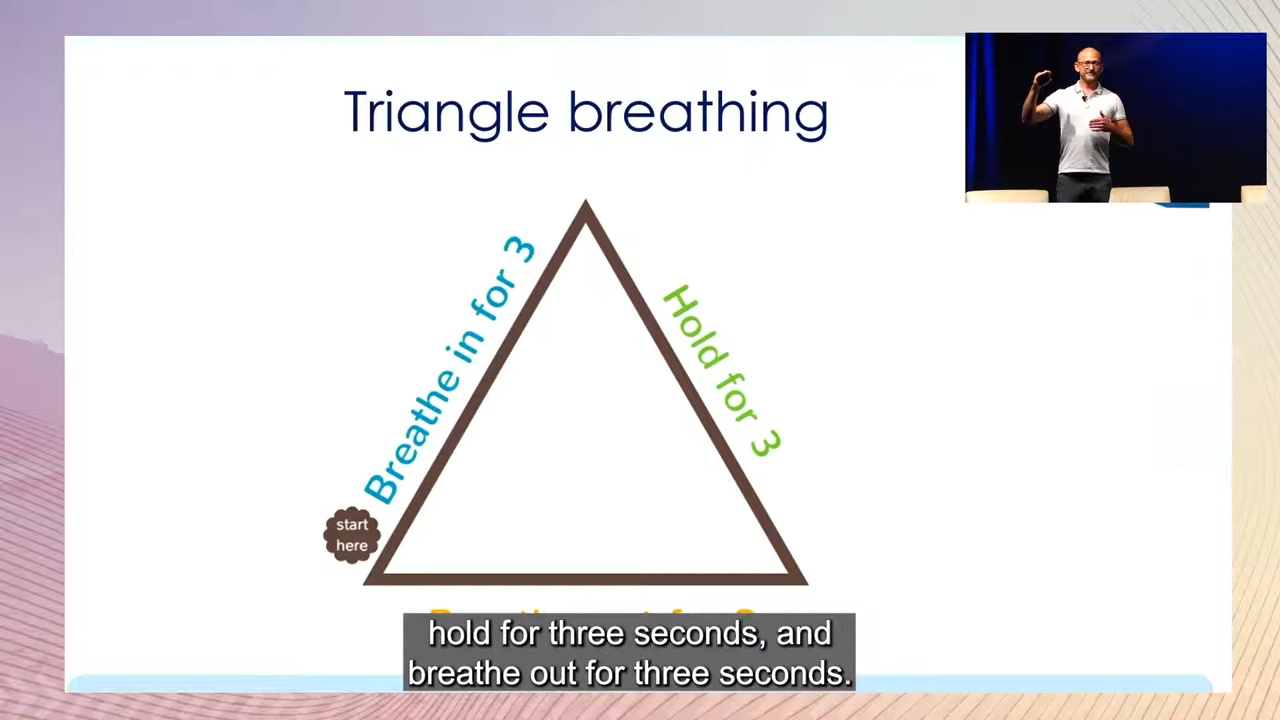 Triangle breathing
Breathe in for 3
Hold for 3
start
here
hold for three seconds, and
breathe out for three seconds.